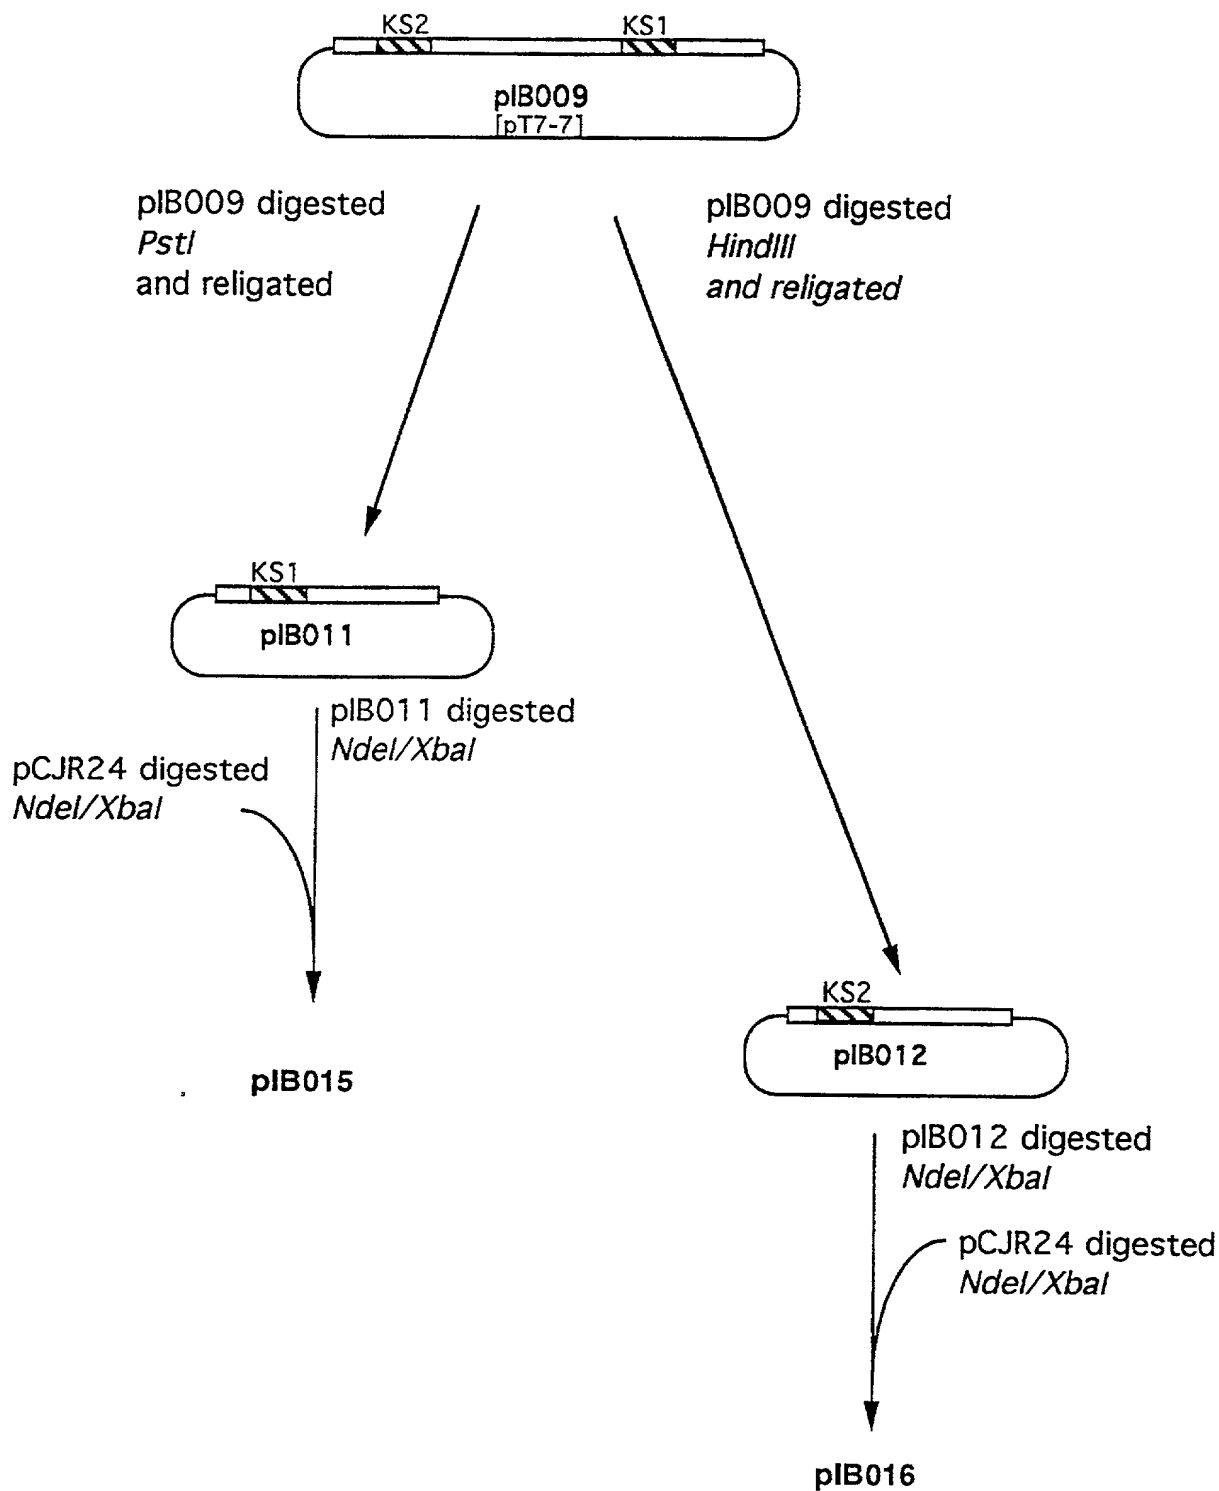 KS2 KS1
pIB009
[pT7-7]
pIB009 digested
PstI
and religated
pIB009 digested
HindIII
and religated
KS1
pIB011
pIB011 digested
NdeI/XbaI
pCJR24 digested
NdeI/XbaI
pIB015
KS2
pIB012
pIB012 digested
NdeI/XbaI
pCJR24 digested
NdeI/XbaI
pIB016